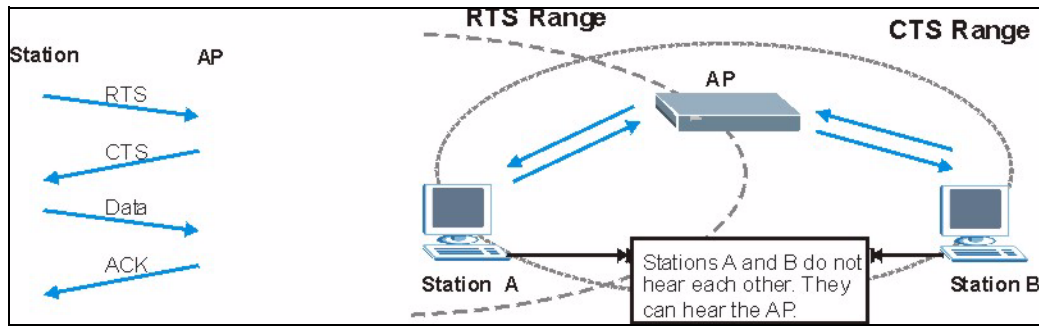 Station
AP
RTS
CTS
Data
ACK
RTS Range
CTS Range
AP
Station A
Stations A and B do not
hear each other. They
can hear the AP.
Station B